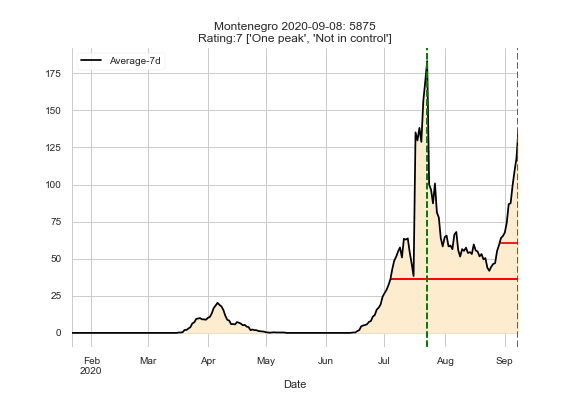 Montenegro 2020-09-08: 5875
Rating:7 ['One peak', 'Not in control']
Average-7d
175
150
125
100
75
50
25
0
Feb Mar Apr May Jun Jul Aug Sep
2020
Date